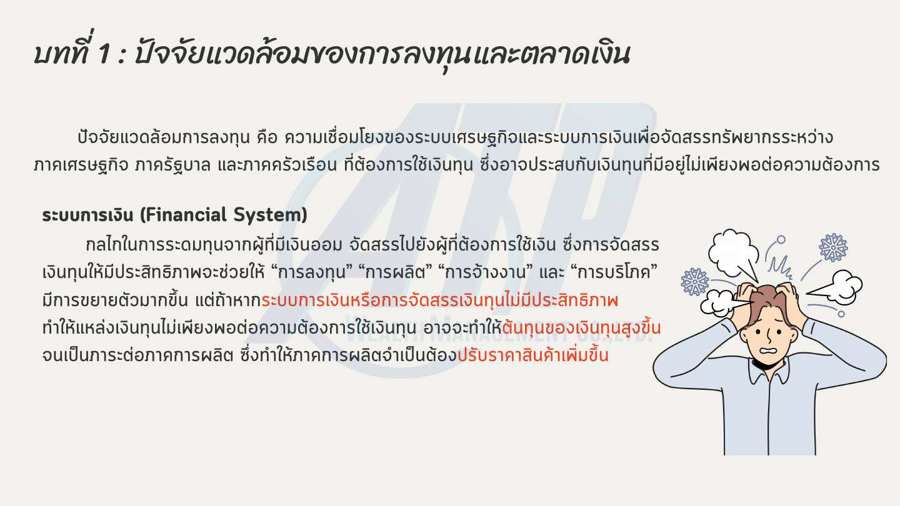 บทที่ 1 : ปัจจัยแวดล้อมของการลงทุนและตลาดเงิน
ปัจจัยแวดล้อมการลงทุน คือ ความเชื่อมโยงของระบบเศรษฐกิจและระบบการเงินเพื่อจัดสรรทรัพยากรระหว่าง
ภาคเศรษฐกิจ ภาครัฐบาล และภาคครัวเรือน ที่ต้องการใช้เงินทุน ซึ่งอาจประสบกับเงินทุนที่มีอยู่ไม่เพียงพอต่อความต้องการ
ระบบการเงิน (Financial System)
กลไกในการระดมทุนจากผู้ที่มีเงินออม จัดสรรไปยังผู้ที่ต้องการใช้เงิน ซึ่งการจัดสรร
เงินทุนให้มีประสิทธิภาพจะช่วยให้ “การลงทุน” “การผลิต” “การจ้างงาน” และ “การบริโภค”
มีการขยายตัวมากขึ้น แต่ถ้าหากระบบการเงินหรือการจัดสรรเงินทุนไม่มีประสิทธิภาพ
ทำให้แหล่งเงินทุนไม่เพียงพอต่อความต้องการใช้เงินทุน อาจจะทำให้ต้นทุนของเงินทุนสูงขึ้น
จนเป็นภาระต่อภาคการผลิต ซึ่งทำให้ภาคการผลิตจำเป็นต้องปรับราคาสินค้าเพิ่มขึ้น
ATP
WEALTH MANAGEMENT CO.,LTD.